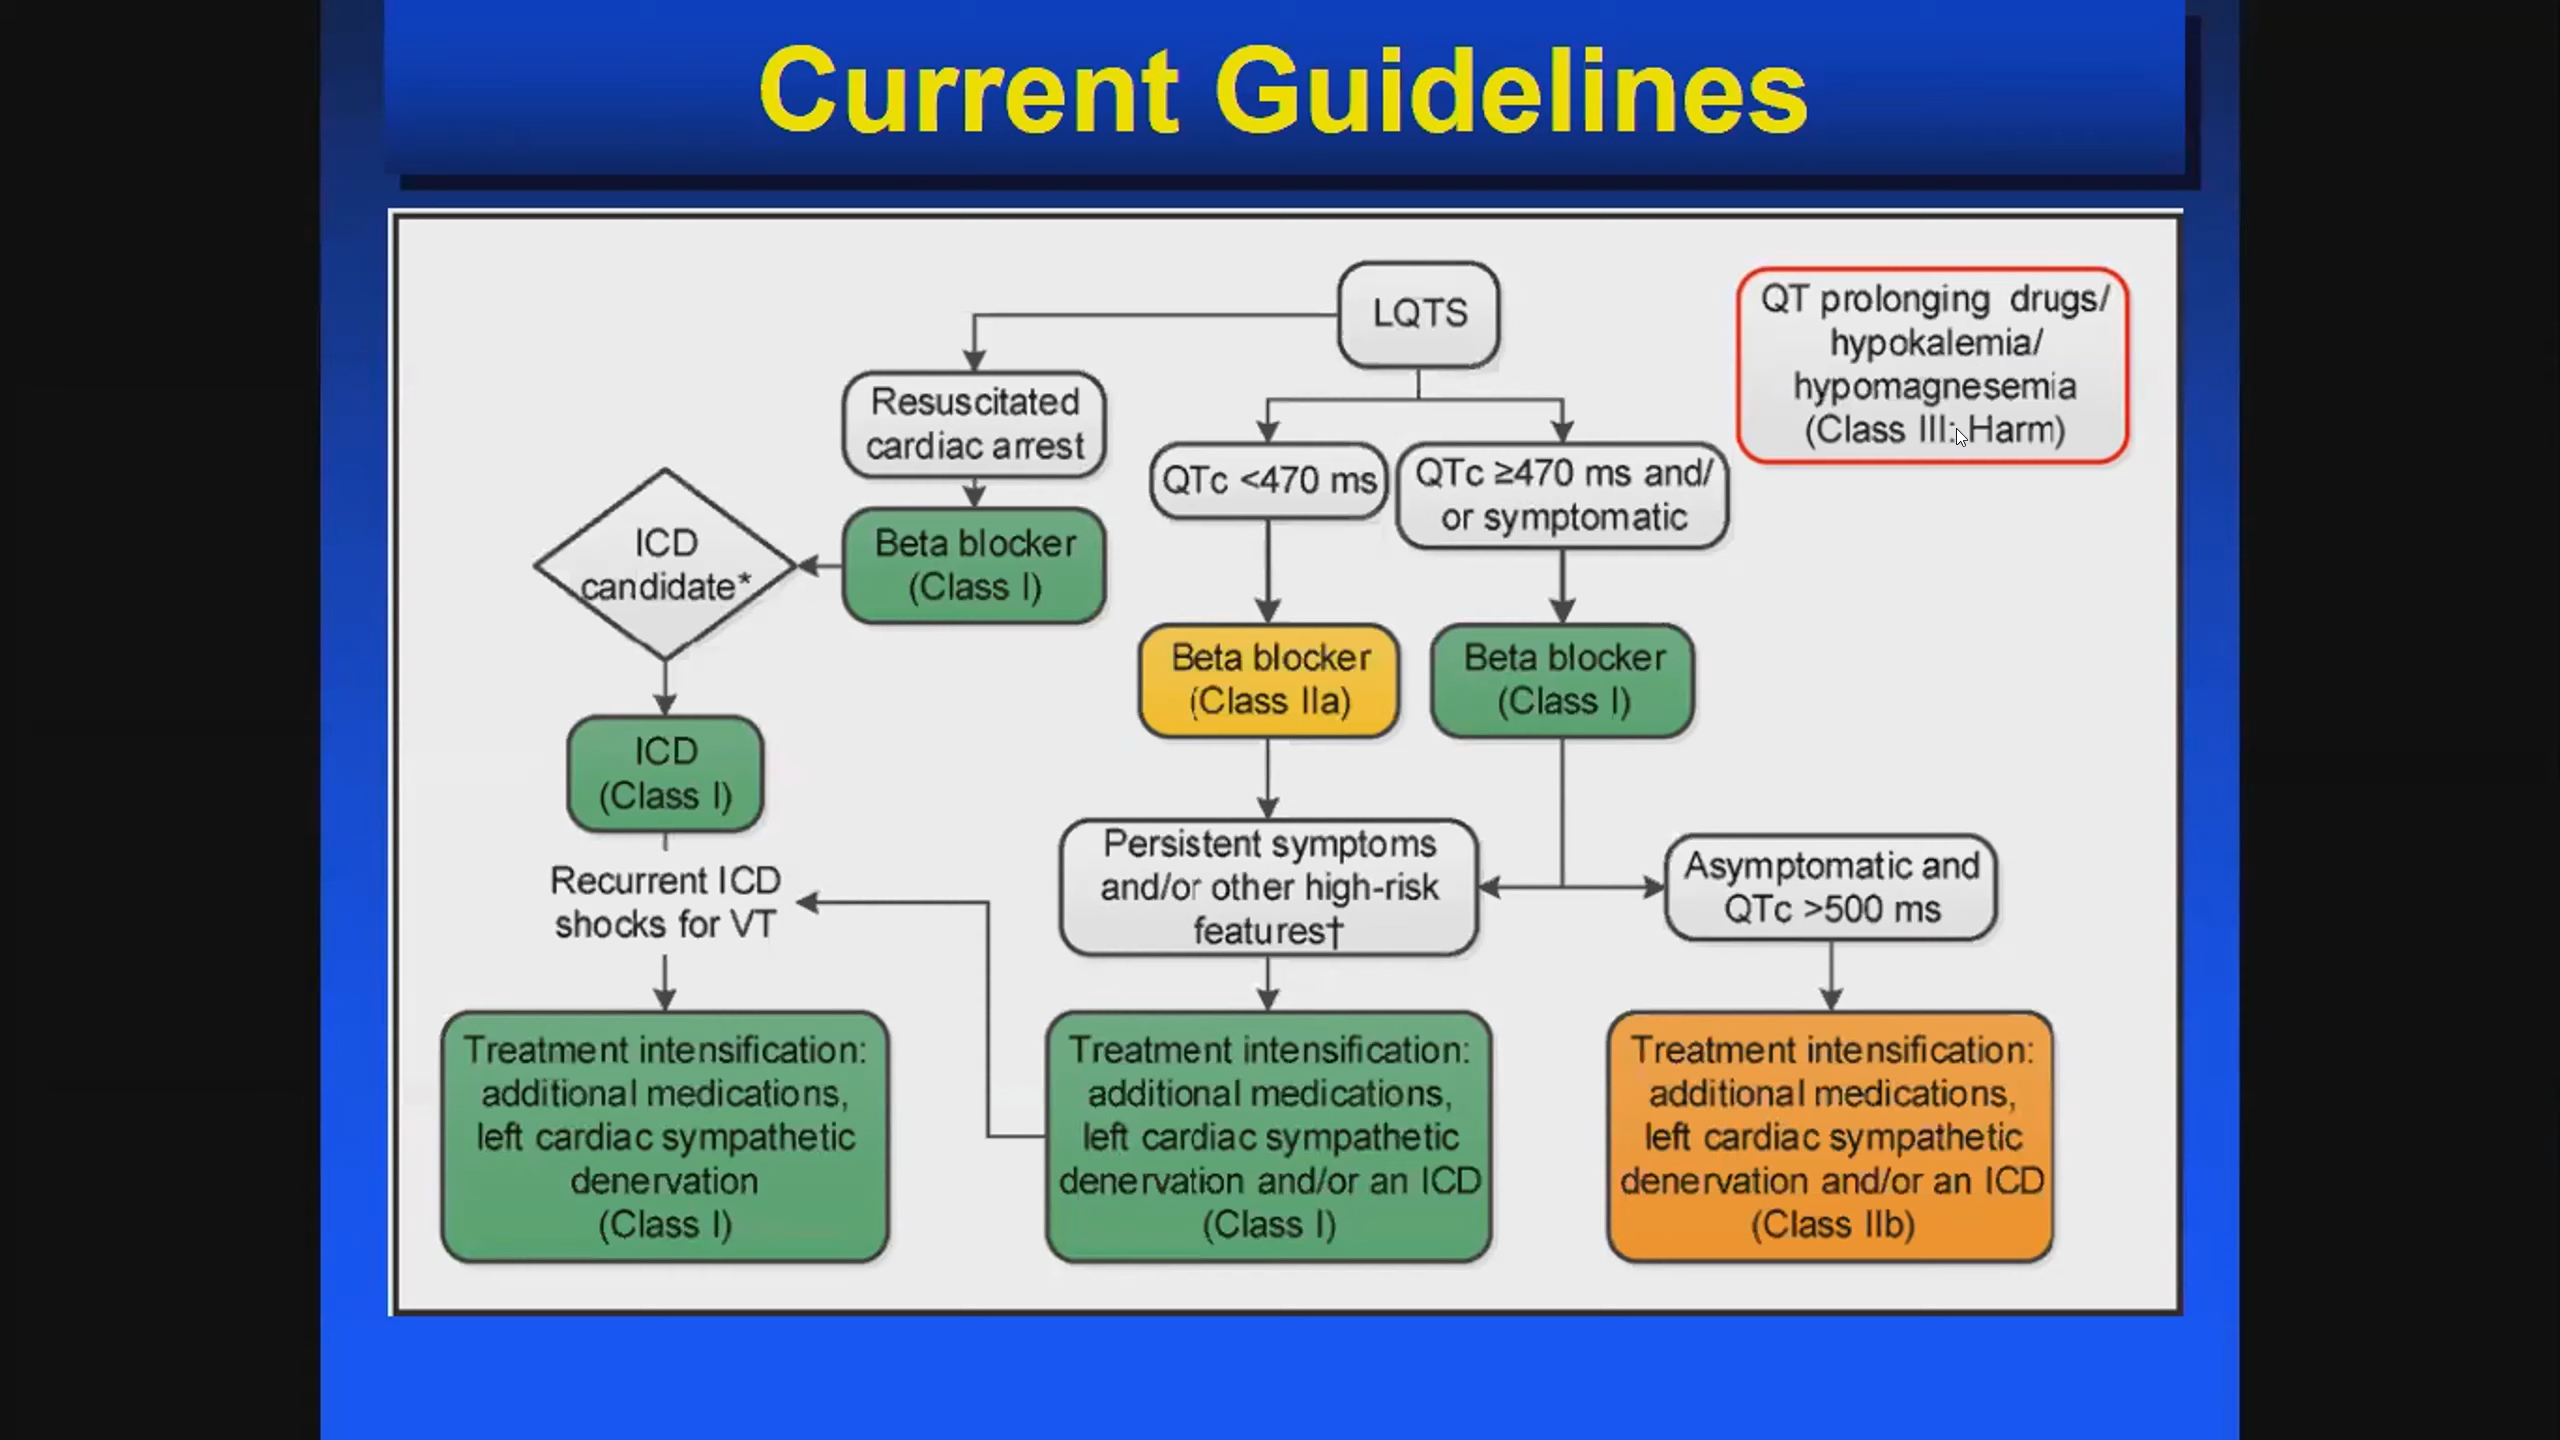 Current Guidelines
LQTS
QT prolonging drugs/
hypokalemia/
hypomagnesemia
(Class III: Harm)
Resuscitated
cardiac arrest
QTc <470 ms
QTc ≥470 ms and/
or symptomatic
ICD
candidate*
Beta blocker
(Class I)
Beta blocker
(Class IIa)
Beta blocker
(Class I)
ICD
(Class I)
Recurrent ICD
shocks for VT
Persistent symptoms
and/or other high-risk
features†
Asymptomatic and
QTc >500 ms
Treatment intensification:
additional medications,
left cardiac sympathetic
denervation
(Class I)
Treatment intensification:
additional medications,
left cardiac sympathetic
denervation and/or an ICD
(Class I)
Treatment intensification:
additional medications,
left cardiac sympathetic
denervation and/or an ICD
(Class IIb)